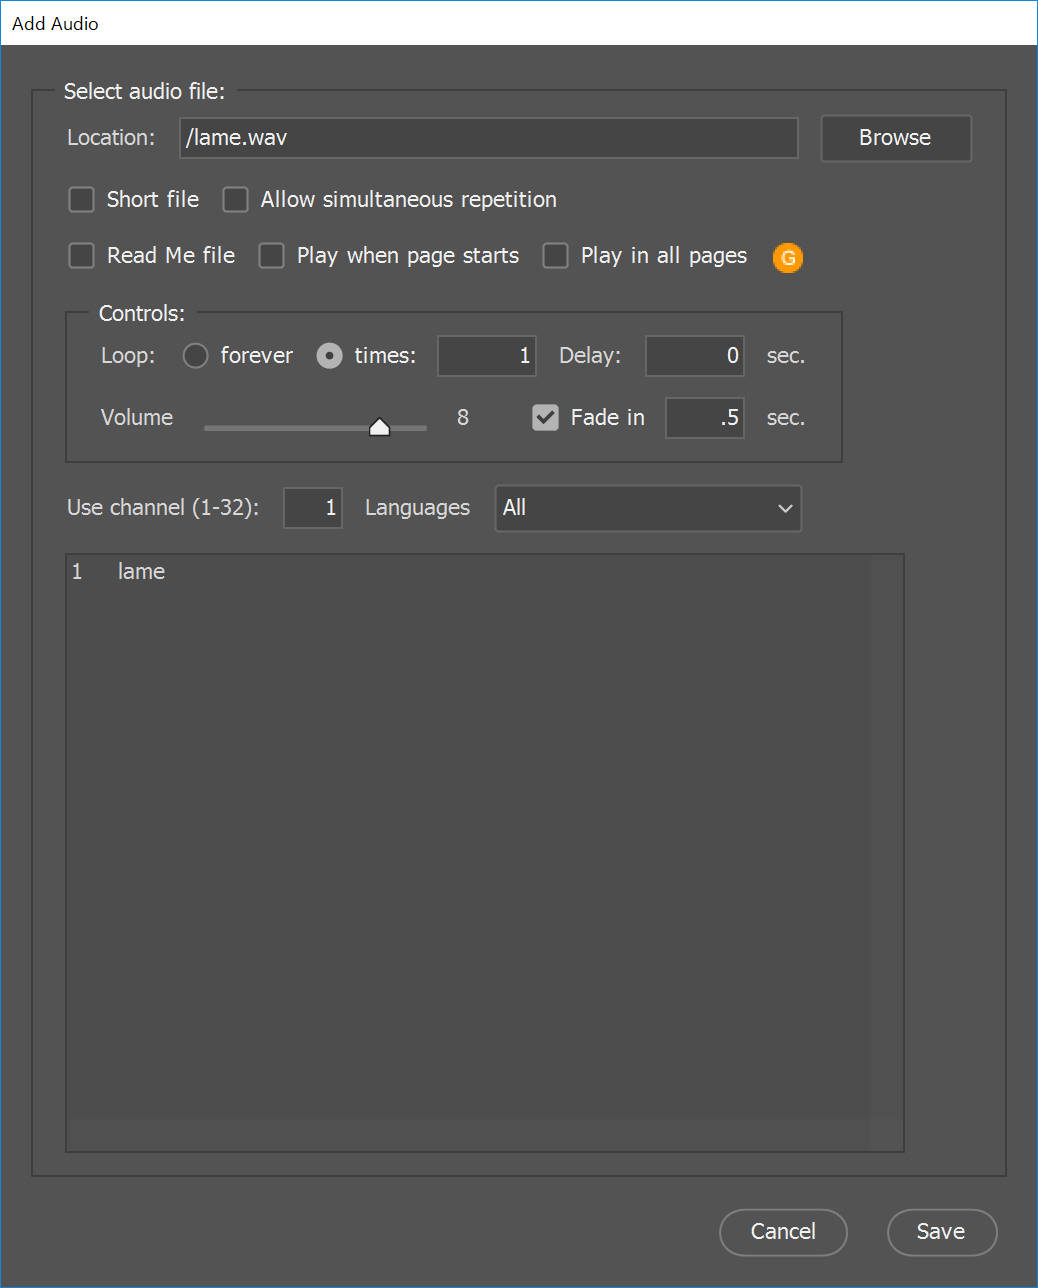 Add Audio
Select audio file:
Location: /lame.wav Browse
Short file Allow simultaneous repetition
Read Me file Play when page starts Play in all pages G
Controls:
Loop: forever times: 1 Delay: 0 sec.
Volume 8 Fade in .5 sec.
Use channel (1-32): 1 Languages All
1 lame
Cancel Save